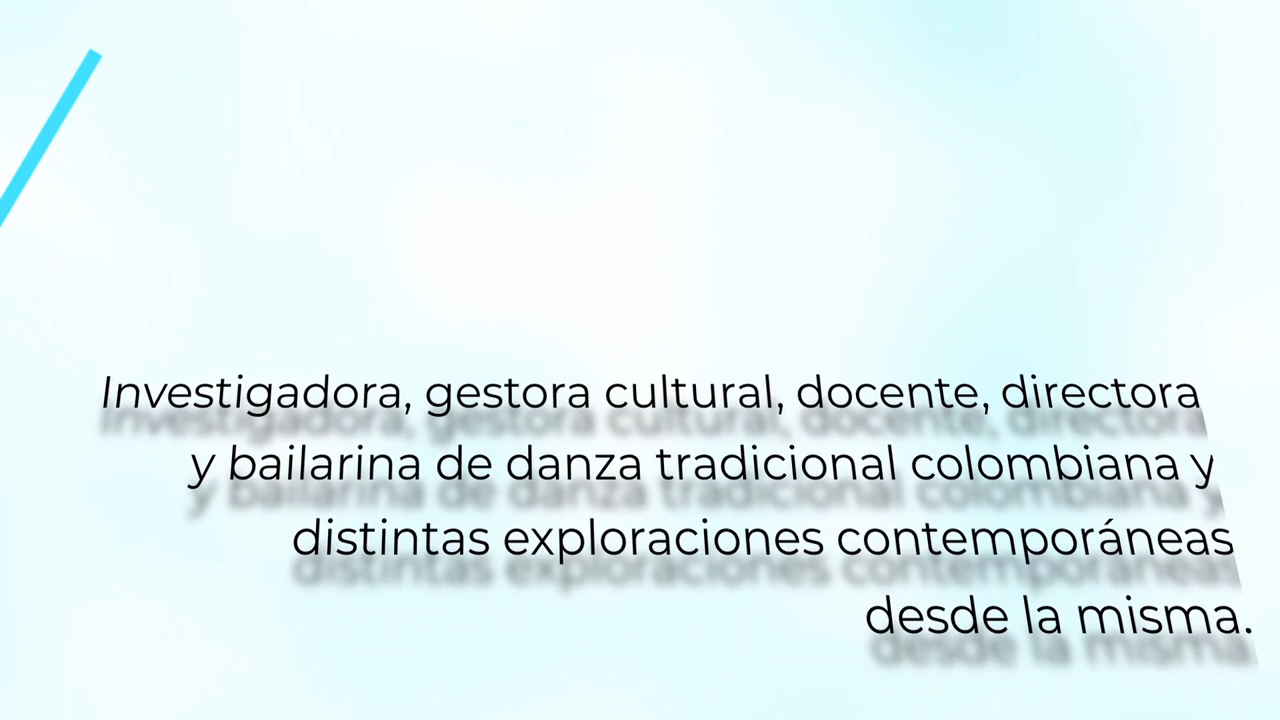 Investigadora, gestora cultural, docente, directora
y bailarina de danza tradicional colombiana y
distintas exploraciones contemporáneas
desde la misma.